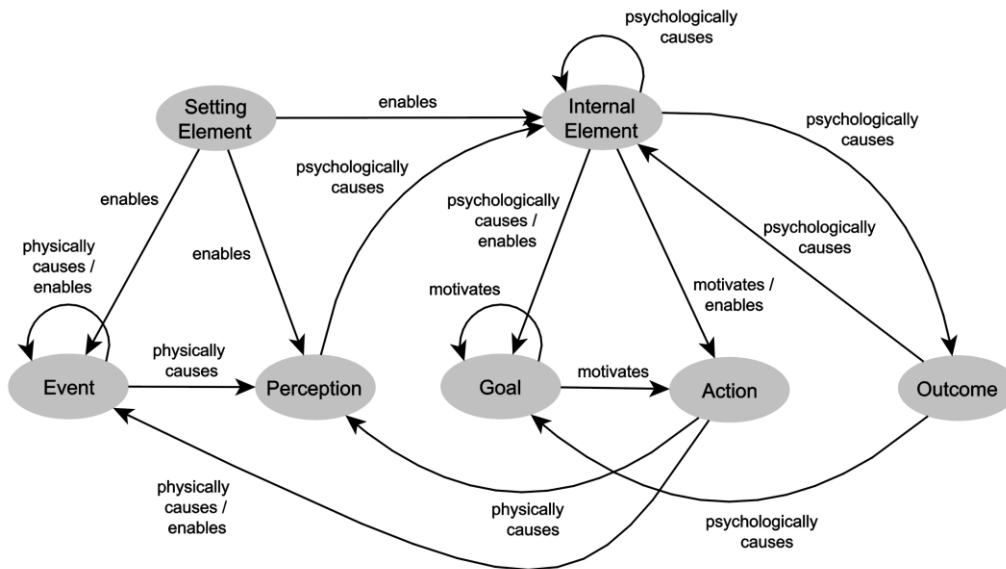 psychologically
causes
Setting
Element
enables
Internal
Element
psychologically
causes
psychologically
causes
enables
psychologically
causes /
enables
psychologically
causes
physically
causes /
enables
enables
motivates
motivates /
enables
physically
causes
motivates
Event
Perception
Goal
Action
Outcome
physically
causes /
enables
physically
causes
psychologically
causes